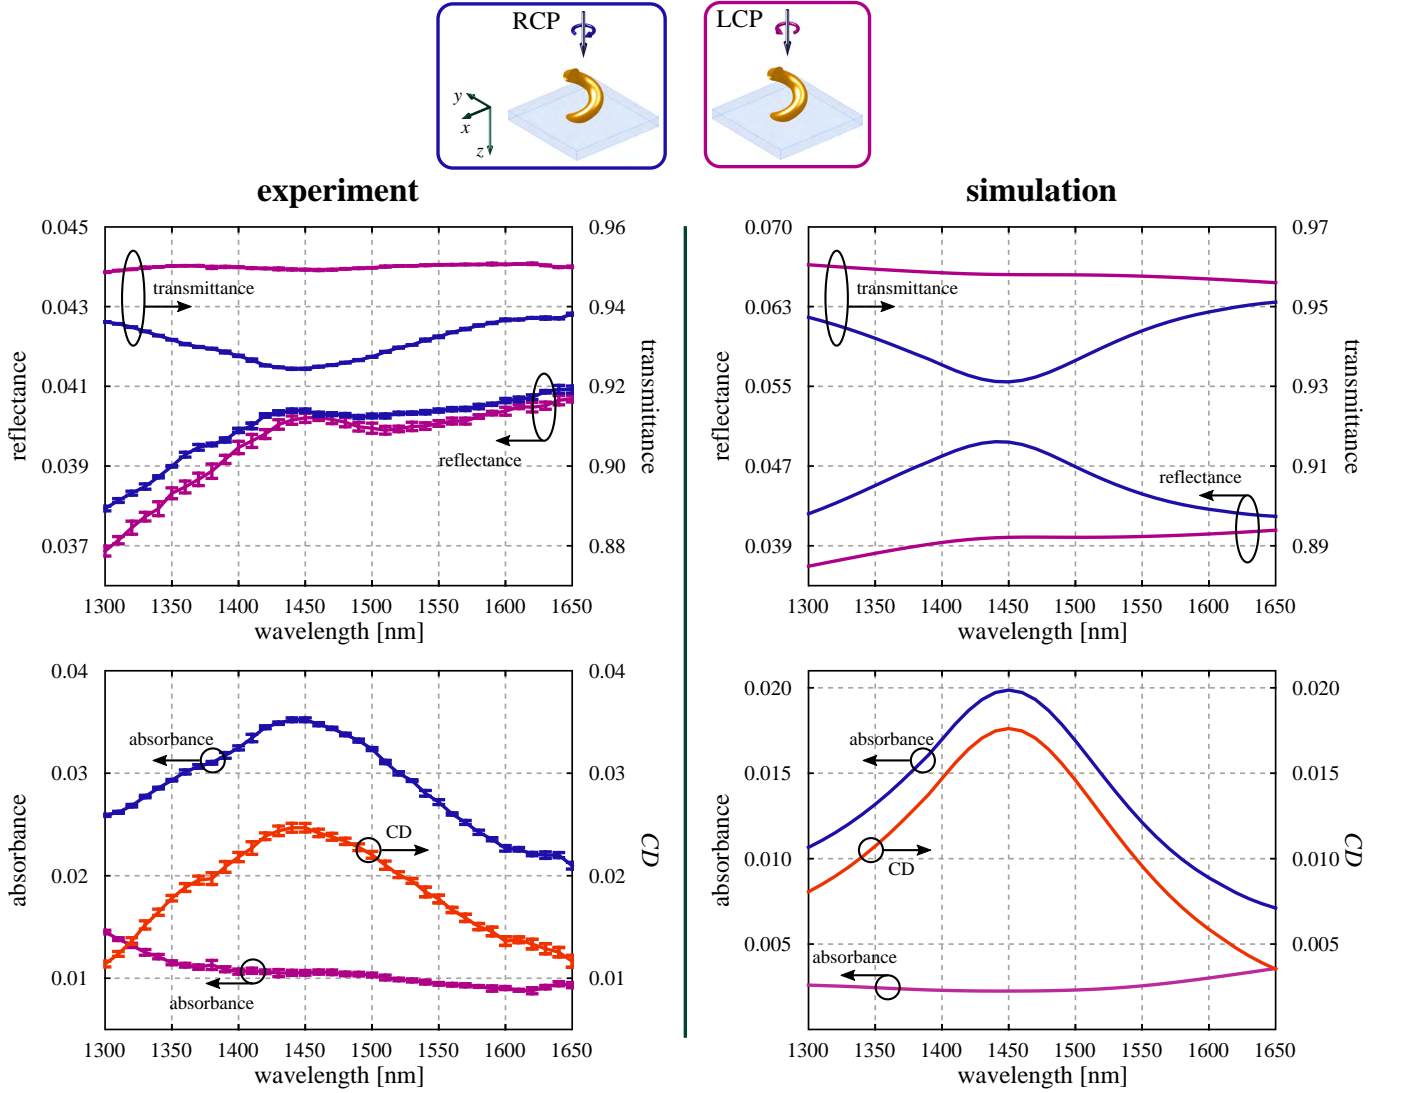 RCP
LCP
y
x
z
experiment
simulation
0.045
0.043
0.041
0.039
0.037
reflectance
0.96
0.94
0.92
0.90
0.88
transmittance
transmittance
reflectance
1300 1350 1400 1450 1500 1550 1600 1650
wavelength [nm]
0.070
0.063
0.055
0.047
0.039
reflectance
0.97
0.95
0.93
0.91
0.89
transmittance
transmittance
reflectance
1300 1350 1400 1450 1500 1550 1600 1650
wavelength [nm]
0.04
0.03
0.02
0.01
absorbance
0.04
0.03
0.02
0.01
CD
absorbance
CD
absorbance
1300 1350 1400 1450 1500 1550 1600 1650
wavelength [nm]
0.020
0.015
0.010
0.005
absorbance
0.020
0.015
0.010
0.005
CD
absorbance
CD
absorbance
1300 1350 1400 1450 1500 1550 1600 1650
wavelength [nm]